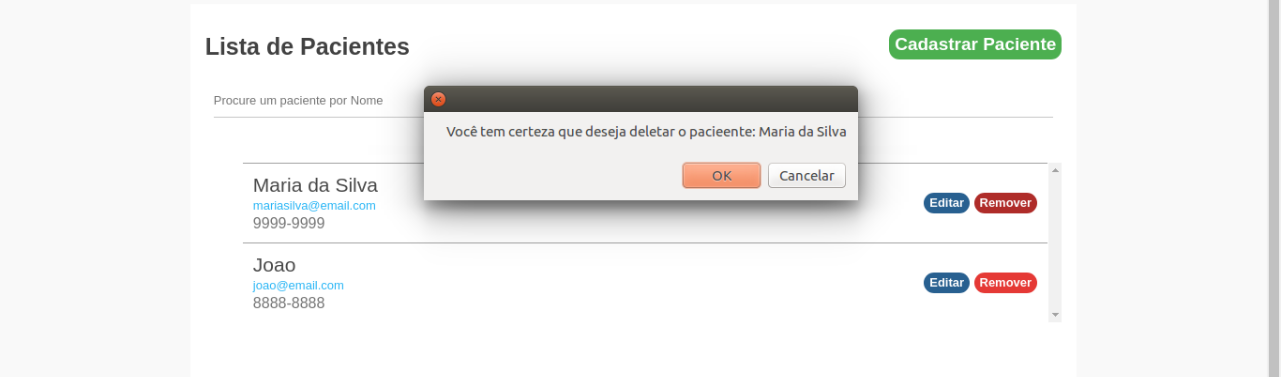 Lista de Pacientes
Cadastrar Paciente
Procure um paciente por Nome
Você tem certeza que deseja deletar o pacieente: Maria da Silva
OK
Cancelar
Maria da Silva
mariasilva@email.com
9999-9999
Editar
Remover
Joao
joao@email.com
8888-8888
Editar
Remover